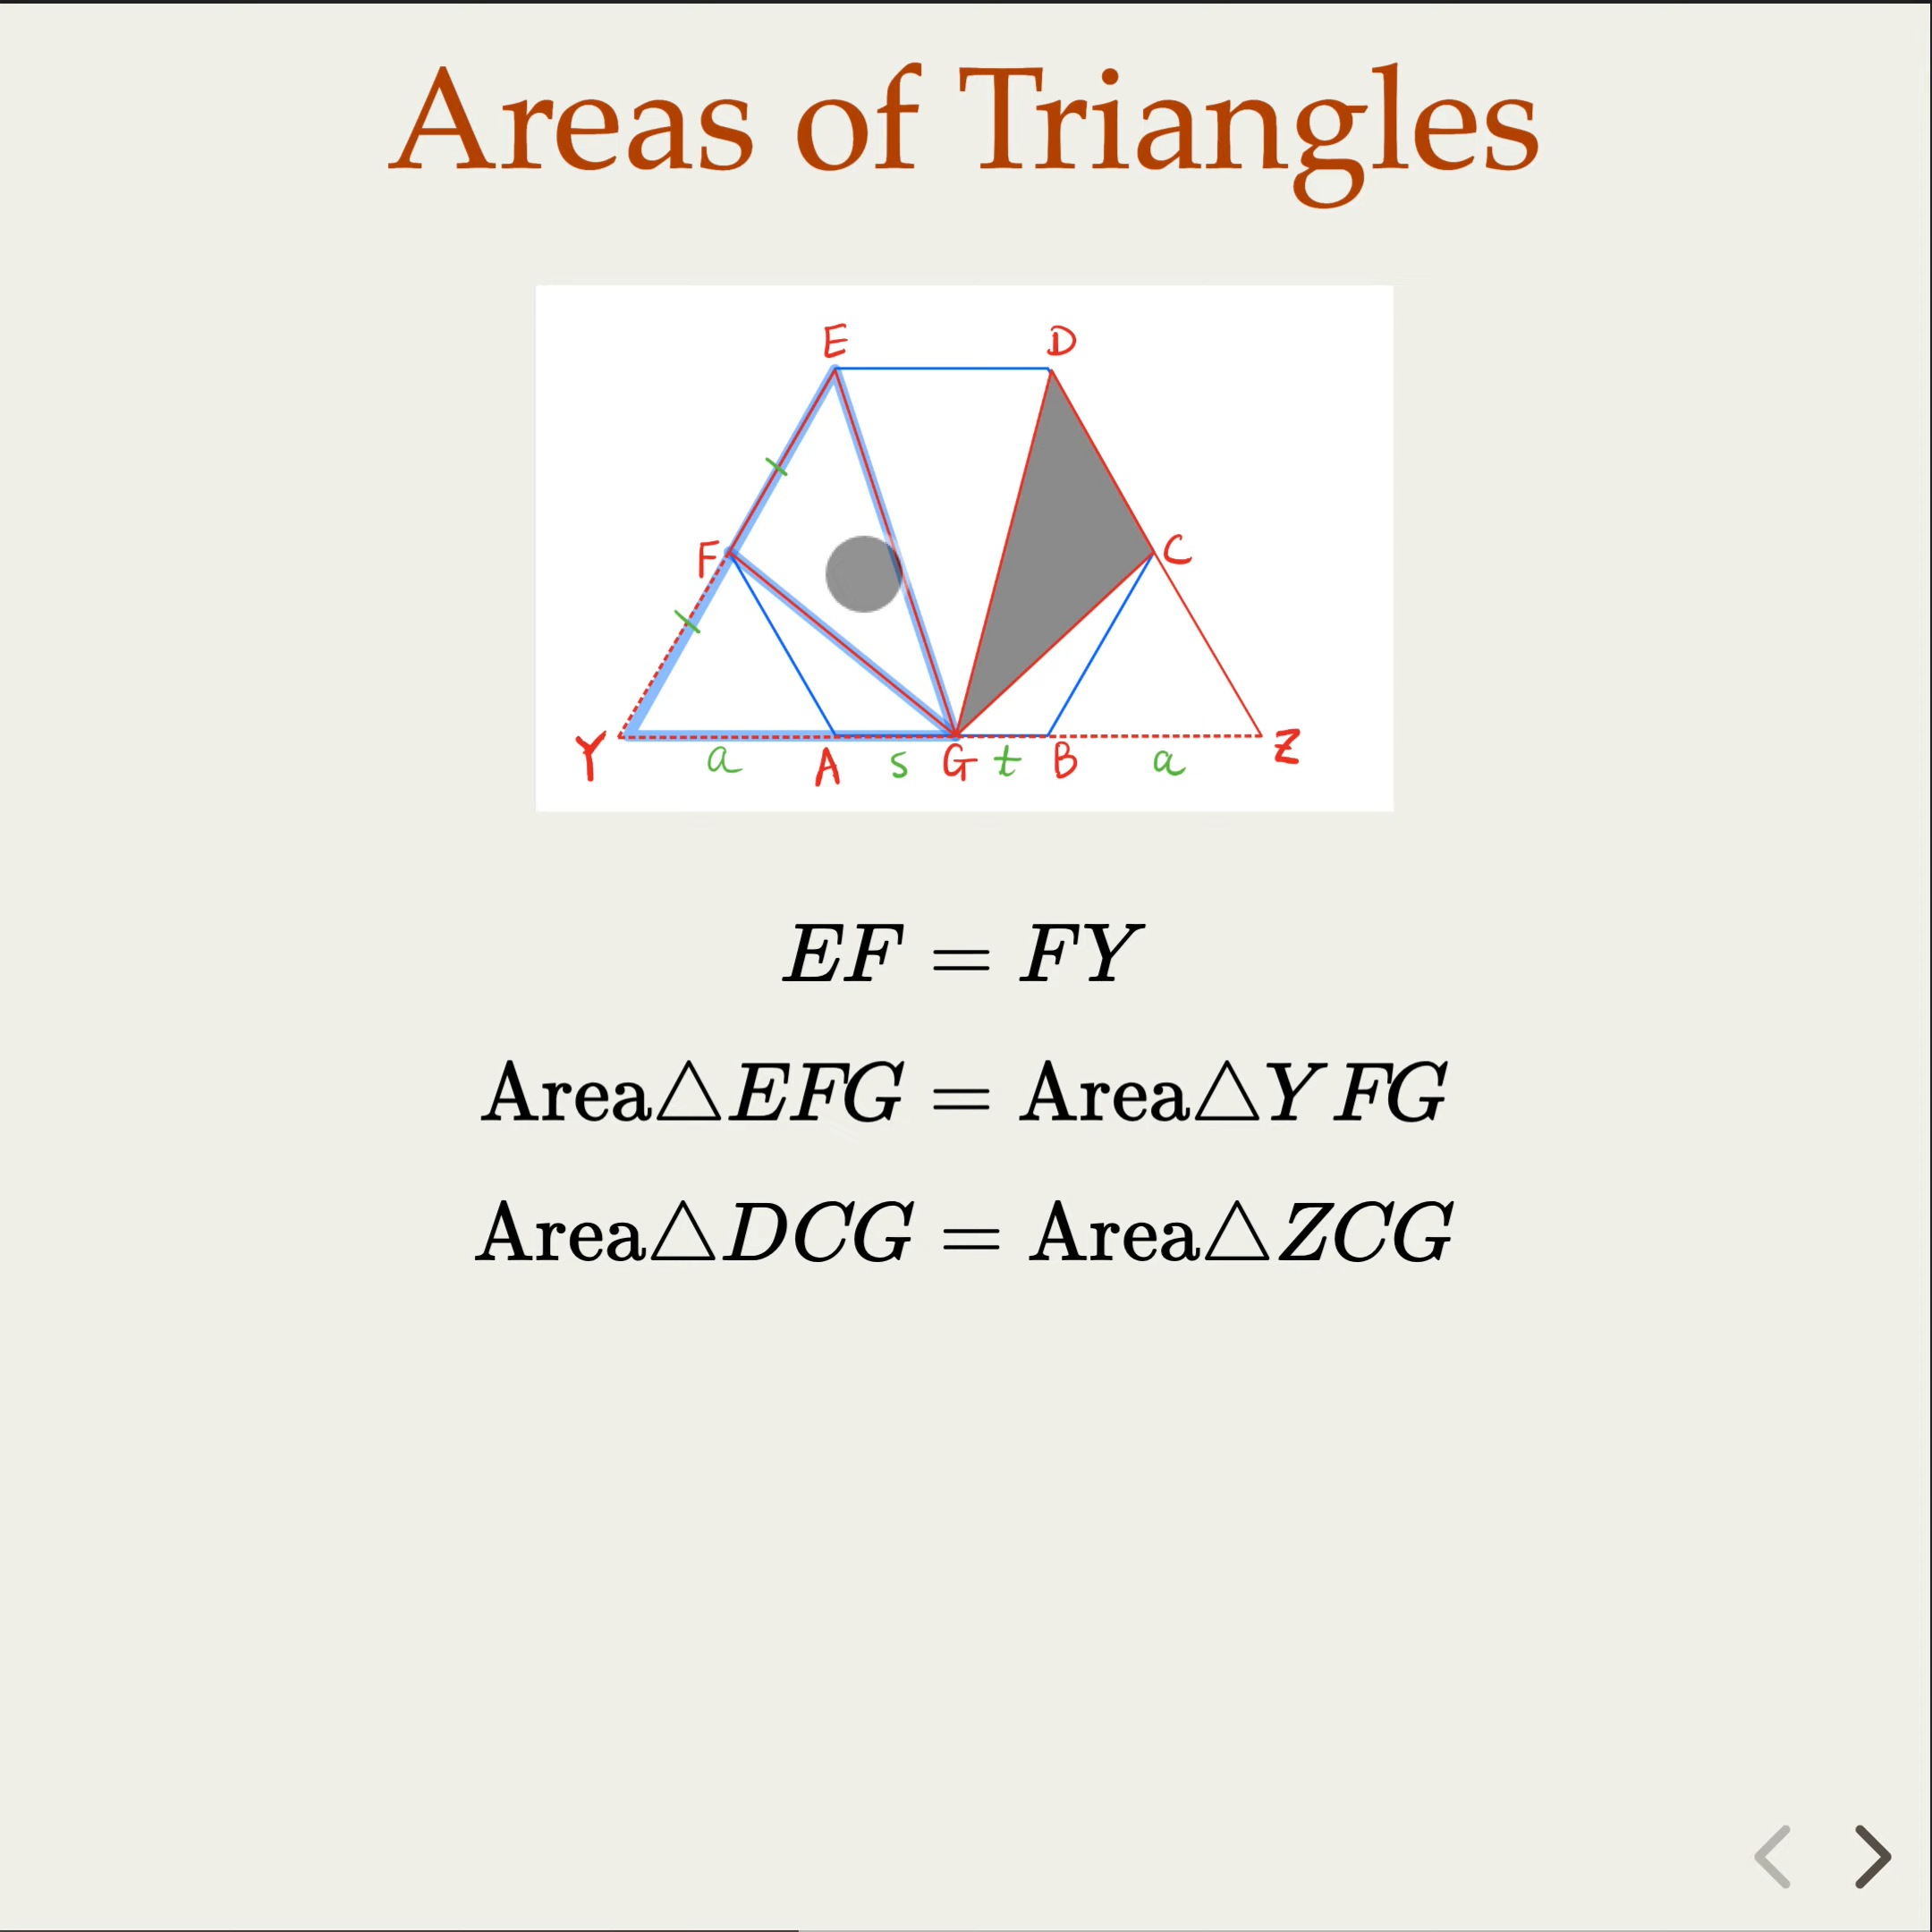 Areas of Triangles
E D
F C
Y a A s G t B a Z
EF = FY
Area△EFG = Area△YFG
Area△DCG = Area△ZCG